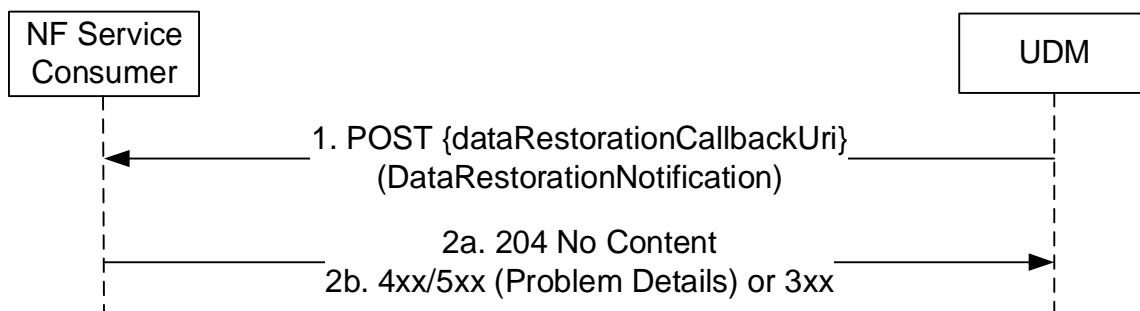 NF Service
Consumer
UDM
1. POST {dataRestorationCallbackUri}
(DataRestorationNotification)
2a. 204 No Content
2b. 4xx/5xx (Problem Details) or 3xx